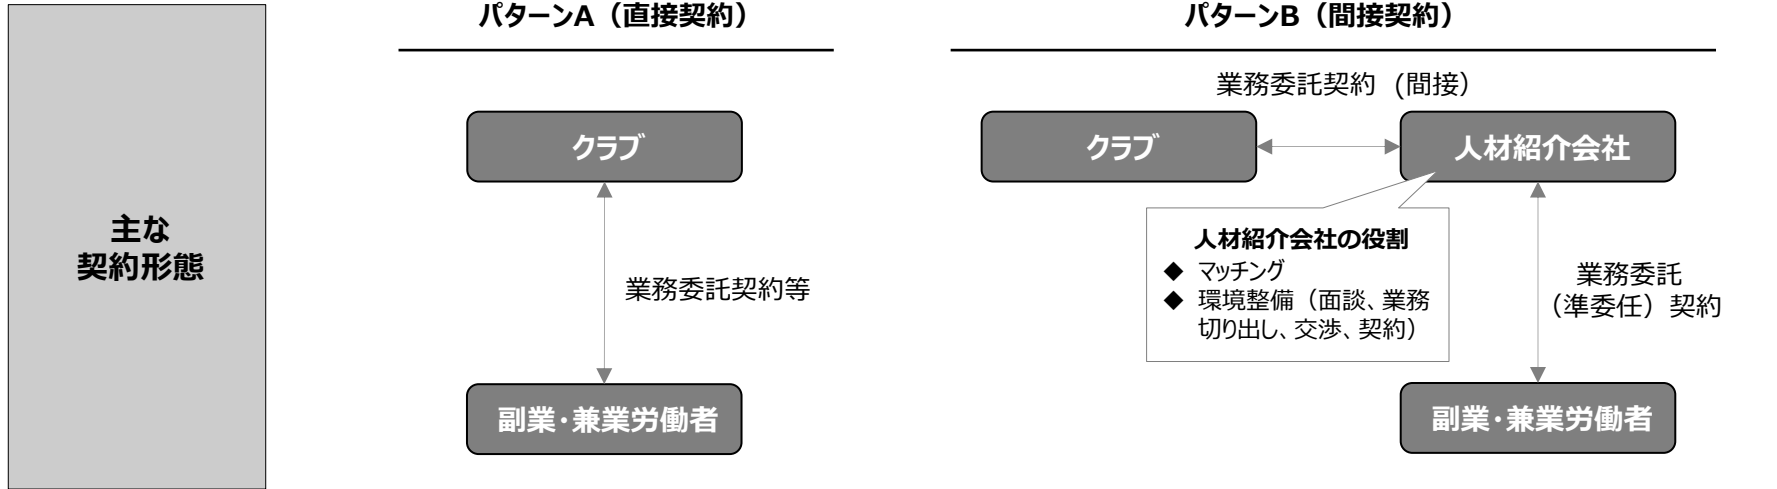 主な
契約形態
パターンA（直接契約）
クラブ
業務委託契約等
副業・兼業労働者
パターンB（間接契約）
業務委託契約 (間接）
クラブ
人材紹介会社
人材紹介会社の役割
◆ マッチング
◆ 環境整備（面談、業務
切り出し、交渉、契約）
業務委託
（準委任）契約
副業・兼業労働者